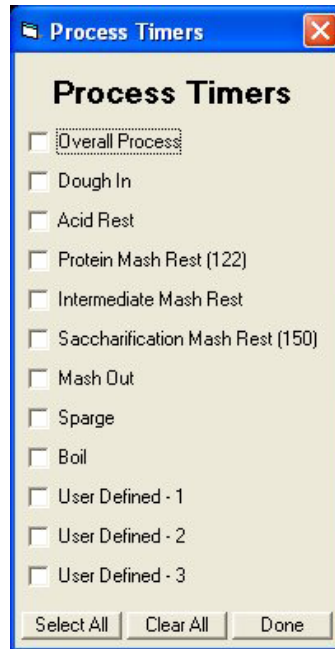 Process Timers
Process Timers
Overall Process
Dough In
Acid Rest
Protein Mash Rest (122)
Intermediate Mash Rest
Saccharification Mash Rest (150)
Mash Out
Sparge
Boil
User Defined - 1
User Defined - 2
User Defined - 3
Select All Clear All Done